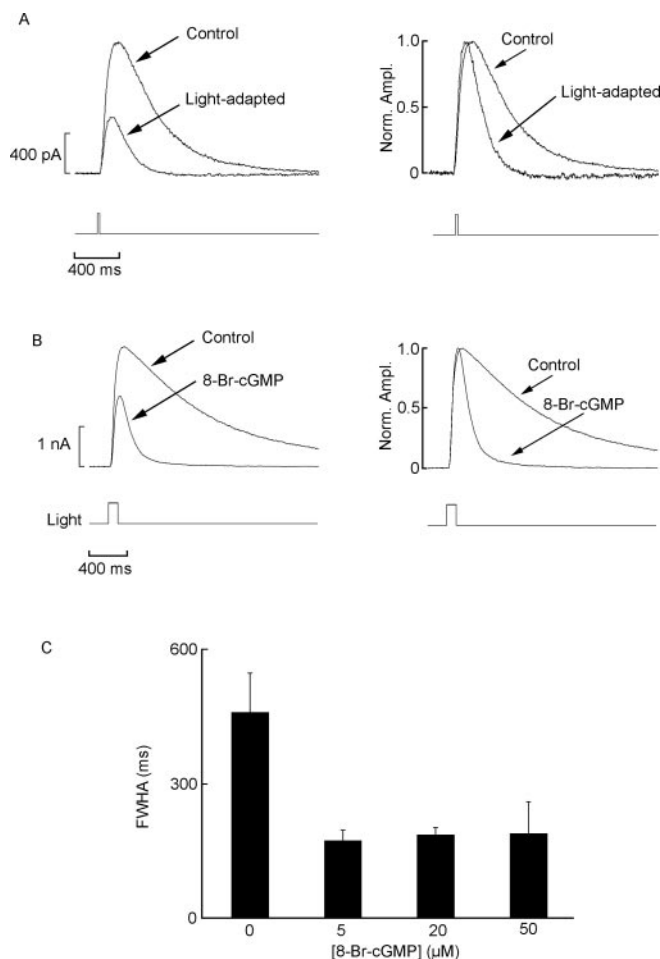 A
Control
Light-adapted
400 pA
400 ms
Norm. Ampl.
1.0
0.5
0
Control
Light-adapted
B
Control
8-Br-cGMP
1 nA
Light
400 ms
Norm. Ampl.
1.0
0.5
0
Control
8-Br-cGMP
C
FWHA (ms)
600
300
0
0 5 20 50
[8-Br-cGMP] (µM)